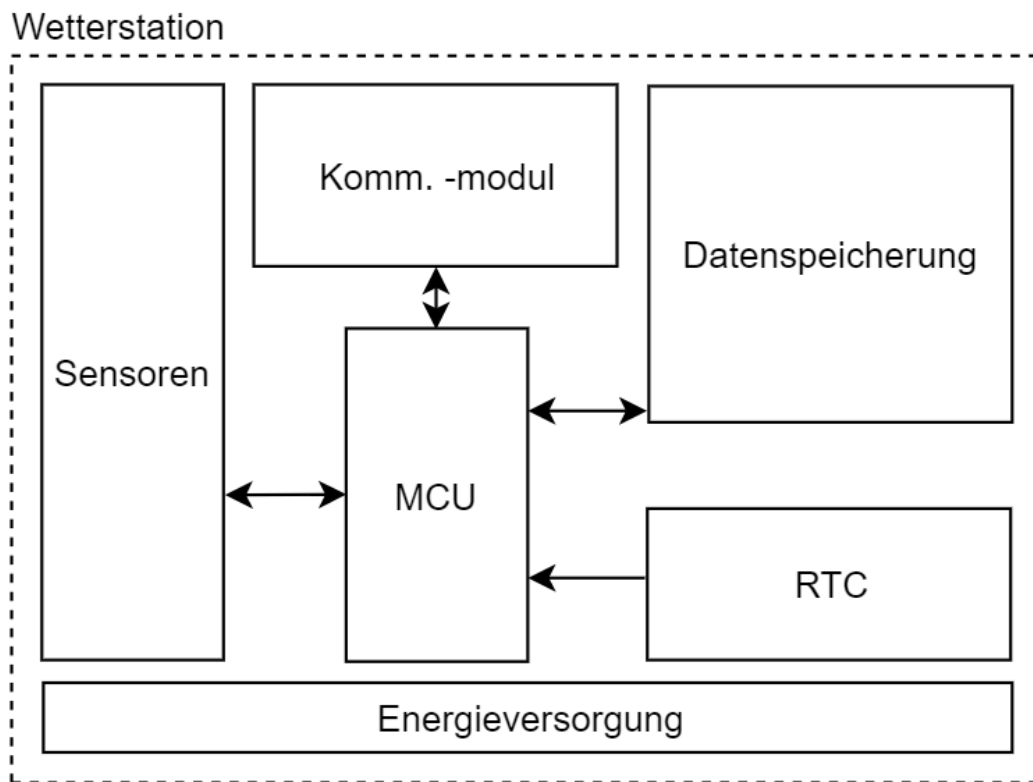 Wetterstation
Komm. -modul
Datenspeicherung
Sensoren
MCU
RTC
Energieversorgung